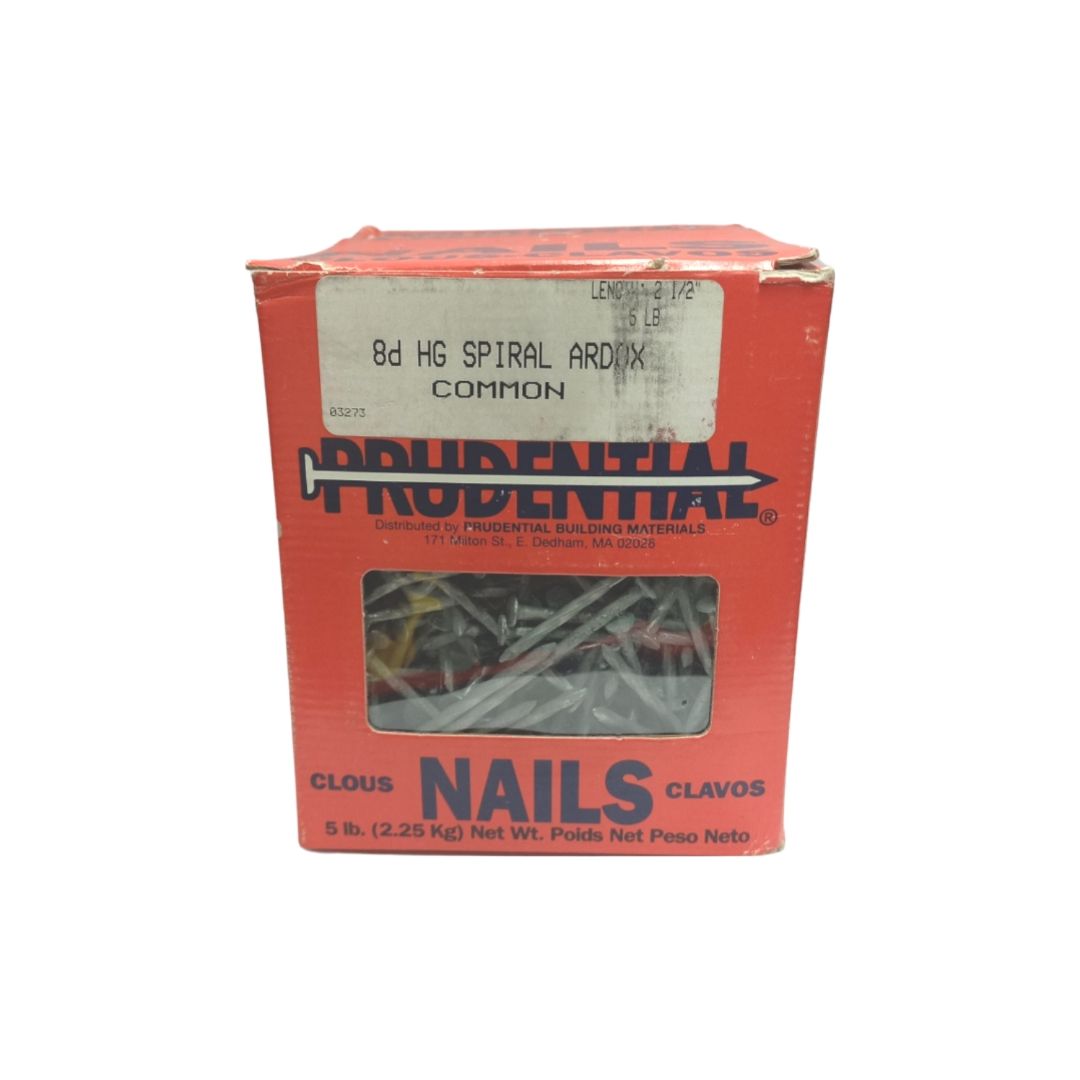 NAILS
LENGTH: 2 1/2"
5 LB
8d HG SPIRAL ARDOX
COMMON
03273
PRUDENTIAL®
Distributed by PRUDENTIAL BUILDING MATERIALS
171 Milton St., E. Dedham, MA 02026
CLOUS NAILS CLAVOS
5 lb. (2.25 Kg) Net Wt. Poids Net Peso Neto